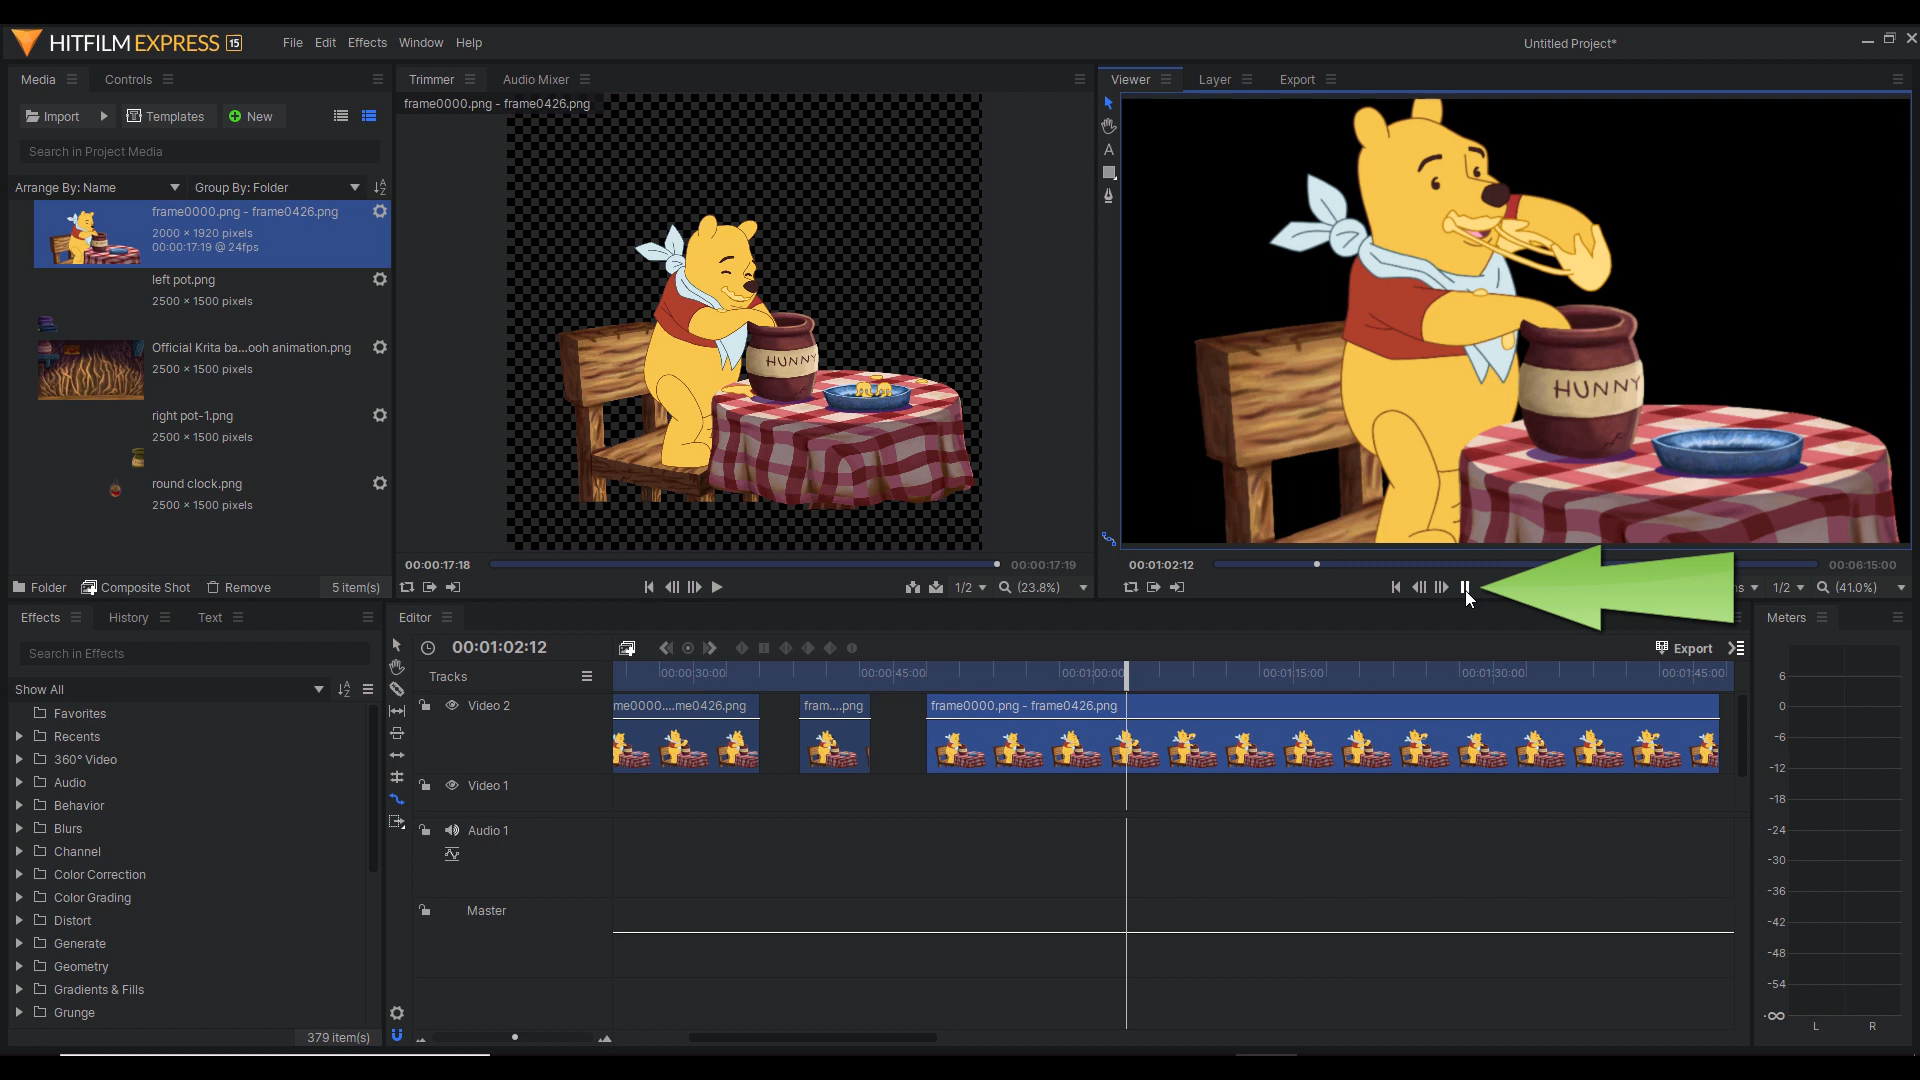 HITFILM EXPRESS 15
File Edit Effects Window Help
Untitled Project*
Media Controls
Import Templates New
Search in Project Media
Arrange By: Name Group By: Folder
frame0000.png - frame0426.png
2000 × 1920 pixels
00:00:17:19 @ 24fps
left pot.png
2500 × 1500 pixels
Official Krita ba...ooh animation.png
2500 × 1500 pixels
right pot-1.png
2500 × 1500 pixels
round clock.png
2500 × 1500 pixels
Folder Composite Shot Remove 5 item(s)
Trimmer Audio Mixer
frame0000.png - frame0426.png
HUNNY
00:00:17:18 00:00:17:19
1/2 (23.8%)
Viewer Layer Export
A
HUNNY
00:01:02:12 00:06:15:00
1/2 (41.0%)
Effects History Text
Search in Effects
Show All
Favorites
Recents
360° Video
Audio
Behavior
Blurs
Channel
Color Correction
Color Grading
Distort
Generate
Geometry
Gradients & Fills
Grunge
379 item(s)
Editor
00:01:02:12
Export
Tracks
00:00:30:00 00:00:45:00 00:01:00:00 00:01:15:00 00:01:30:00 00:01:45:00
Video 2
me0000....me0426.png fram....png frame0000.png - frame0426.png
Video 1
Audio 1
Master
Meters
6
0
-6
-12
-18
-24
-30
-36
-42
-48
-54
-∞
L R